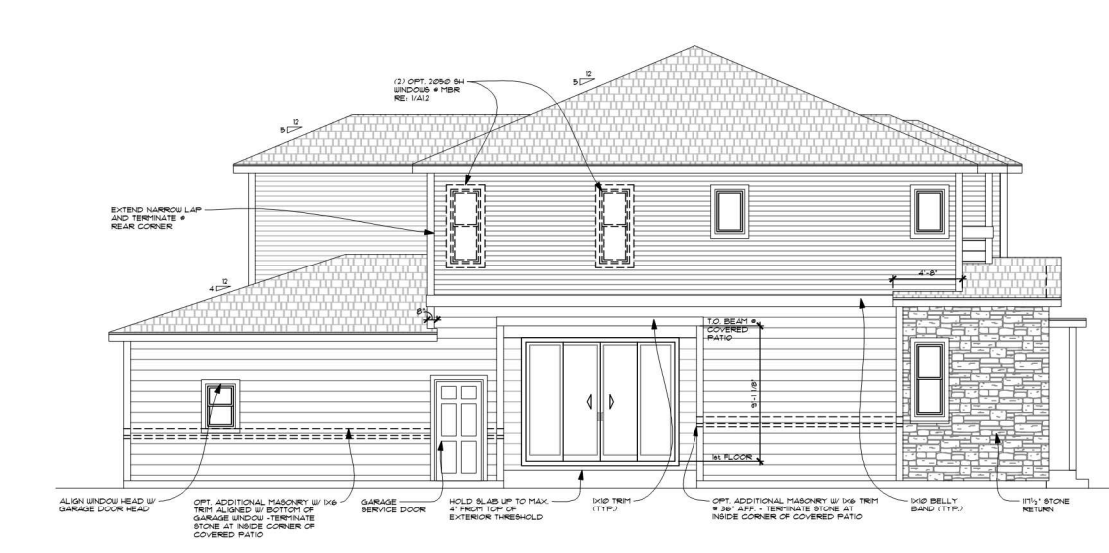 (2) OPT. 2050 SH
WINDOWS @ MBR
RE: 1/A1.2
12
5
12
5
EXTEND NARROW LAP
AND TERMINATE @
REAR CORNER
12
4
4'-8"
8"
T.O. BEAM @
COVERED
PATIO
9'-1 1/8"
1st FLOOR
ALIGN WINDOW HEAD W/
GARAGE DOOR HEAD
OPT. ADDITIONAL MASONRY W/ 1X6
TRIM ALIGNED W/ BOTTOM OF
GARAGE WINDOW -TERMINATE
STONE AT INSIDE CORNER OF
COVERED PATIO
GARAGE
SERVICE DOOR
HOLD SLAB UP TO MAX.
4" FROM TOP OF
EXTERIOR THRESHOLD
1X10 TRIM
(TYP.)
OPT. ADDITIONAL MASONRY W/ 1X6 TRIM
@ 36" AFF. - TERMINATE STONE AT
INSIDE CORNER OF COVERED PATIO
1X10 BELLY
BAND (TYP.)
11 1/2" STONE
RETURN